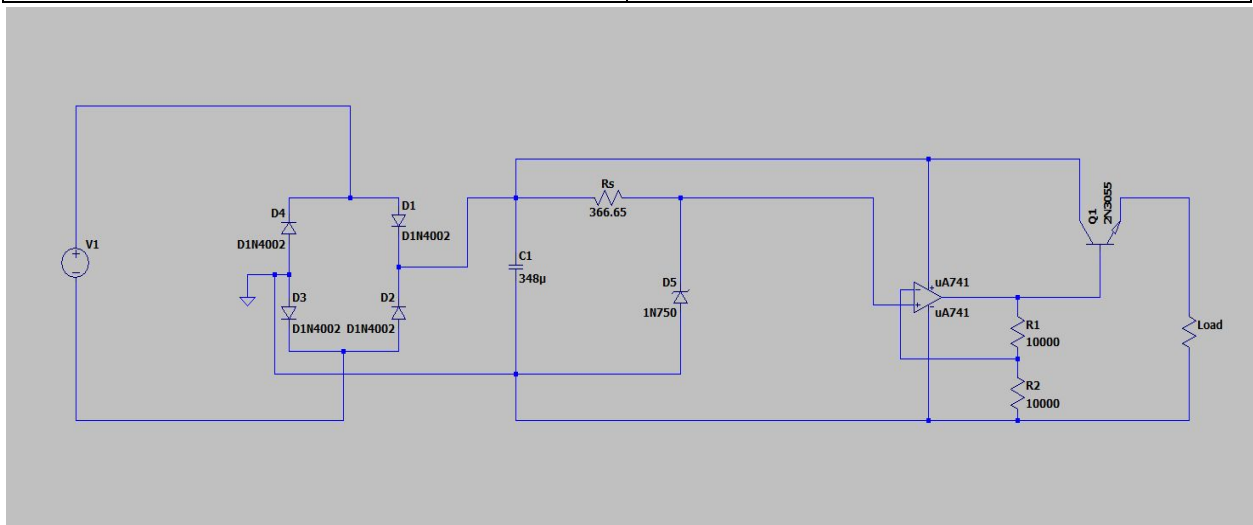 V1
D4
D1N4002
D1
D1N4002
D3
D1N4002
D2
D1N4002
C1
348µ
Rs
366.65
D5
1N750
uA741
uA741
R1
10000
R2
10000
Q1
2N3055
Load